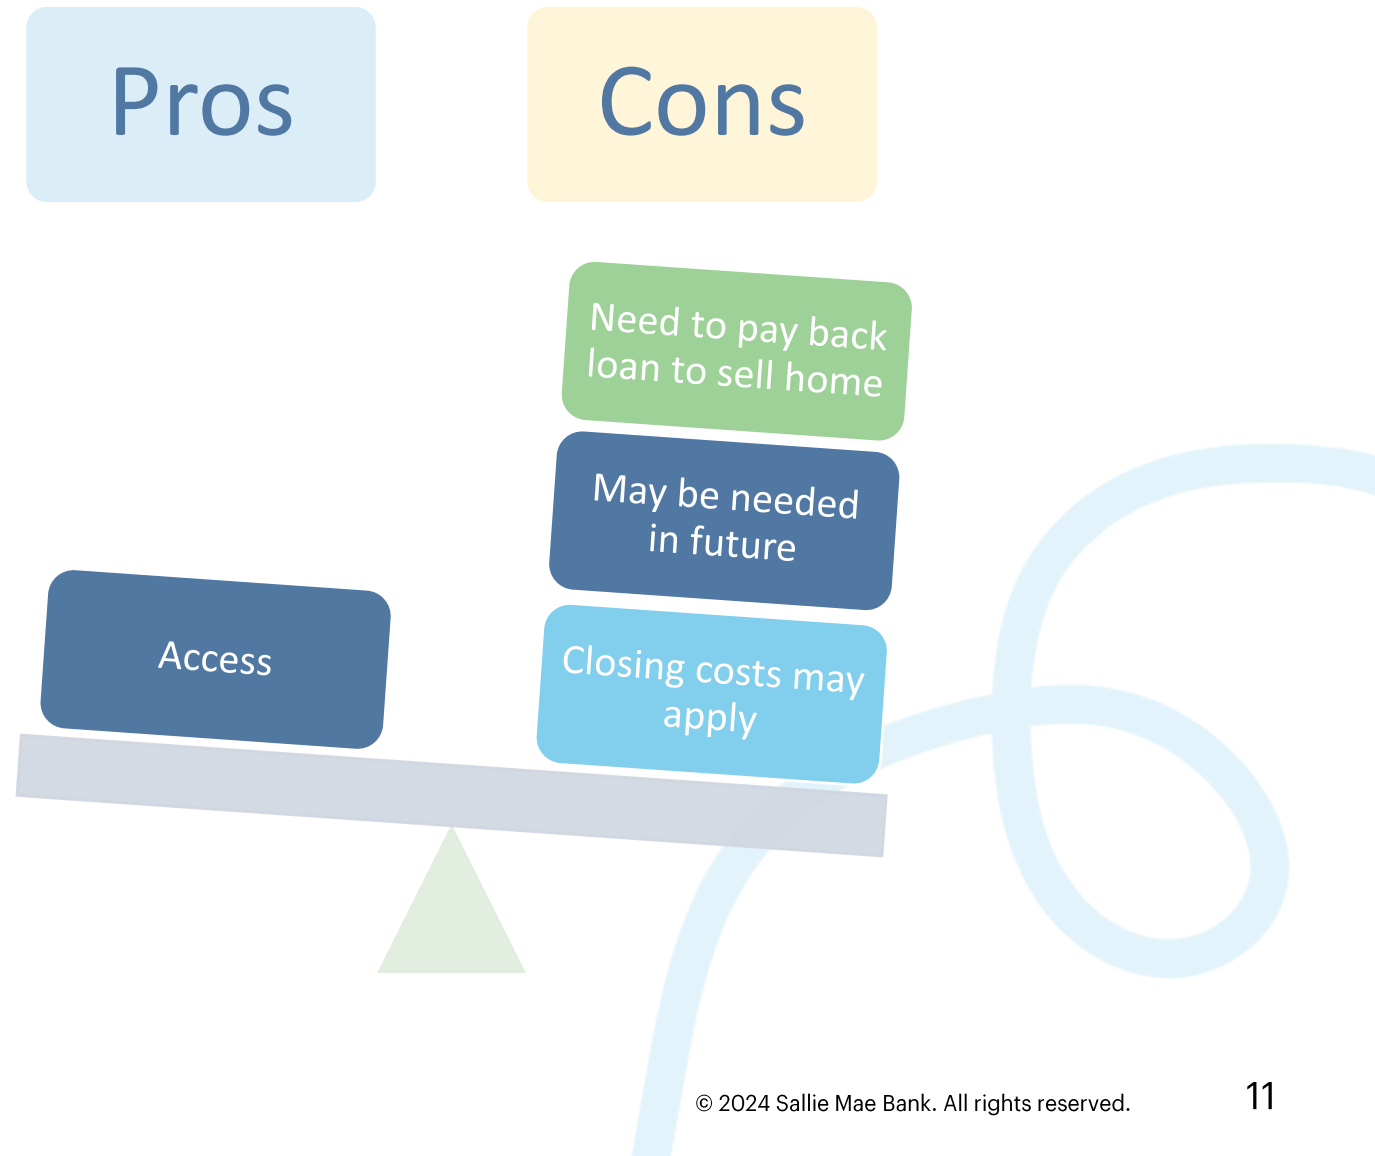 Pros
Cons
Need to pay back
loan to sell home
May be needed
in future
Closing costs may
apply
Access
© 2024 Sallie Mae Bank. All rights reserved.
11